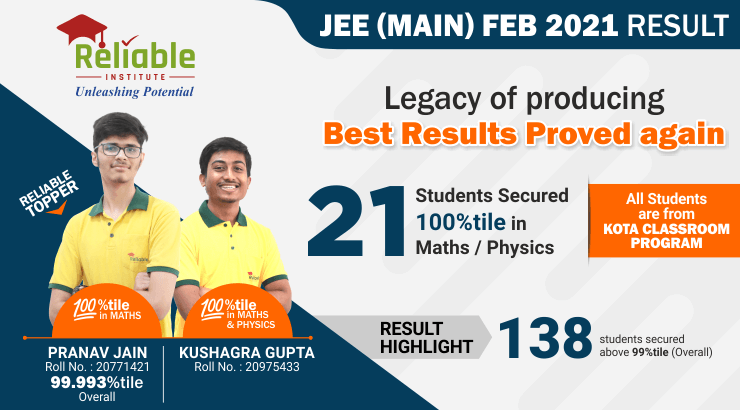 JEE (MAIN) FEB 2021 RESULT
Reliable
INSTITUTE
Unleashing Potential
Legacy of producing
Best Results Proved again
RELIABLE
TOPPER
21
Students Secured
100%tile in
Maths / Physics
All Students
are from
KOTA CLASSROOM
PROGRAM
100%tile
in MATHS
100%tile
in MATHS
& PHYSICS
PRANAV JAIN
Roll No. : 20771421
99.993%tile
Overall
KUSHAGRA GUPTA
Roll No. : 20975433
RESULT
HIGHLIGHT
138
students secured
above 99%tile (Overall)